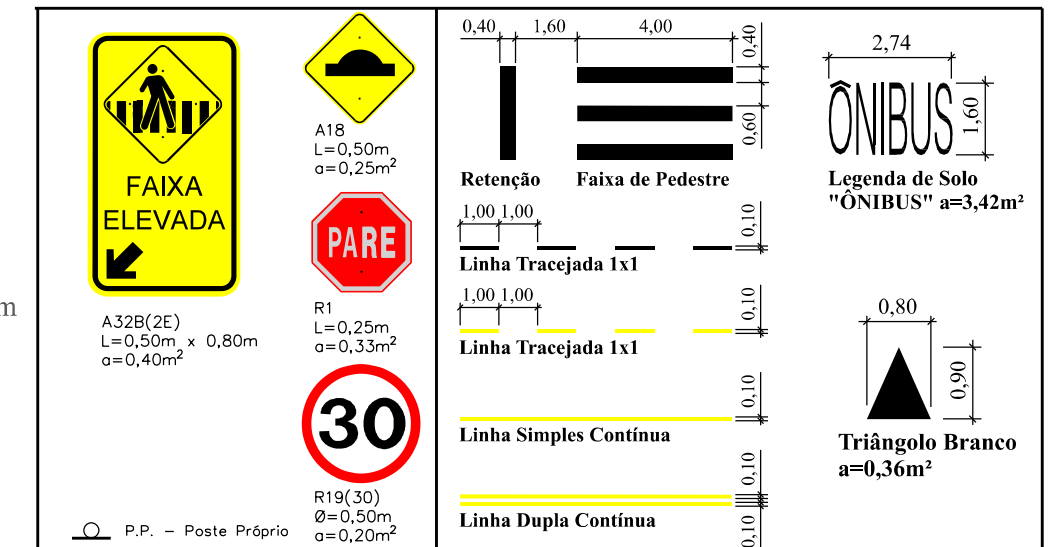 FAIXA
ELEVADA
A32B(2E)
L=0,50m x 0,80m
a=0,40m²
m
A18
L=0,50m
a=0,25m²
PARE
R1
L=0,25m
a=0,33m²
30
R19(30)
Ø=0,50m
a=0,20m²
P.P. – Poste Próprio
0,40 1,60 4,00
0,40
0,60
Retenção Faixa de Pedestre
1,00 1,00
0,10
Linha Tracejada 1x1
1,00 1,00
0,10
Linha Tracejada 1x1
0,10
Linha Simples Contínua
0,10
0,10
Linha Dupla Contínua
2,74
ÔNIBUS
1,60
Legenda de Solo
"ÔNIBUS" a=3,42m²
0,80
0,90
Triângulo Branco
a=0,36m²